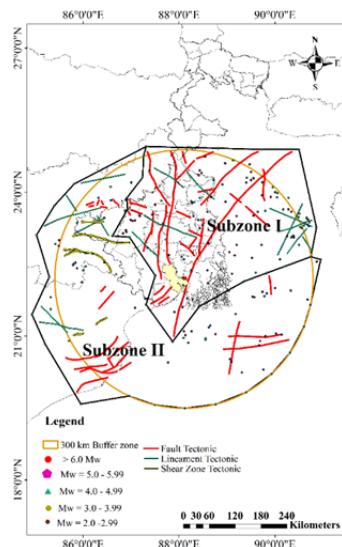 86°0'0"E 88°0'0"E 90°0'0"E
27°0'0"N
N
W E
S
24°0'0"N
Subzone I
21°0'0"N
Subzone II
Legend
300 km Buffer zone
> 6.0 Mw
Mw = 5.0 - 5.99
Mw = 4.0 - 4.99
Mw = 3.0 - 3.99
Mw = 2.0 -2.99
Fault Tectonic
Lineament Tectonic
Shear Zone Tectonic
18°0'0"N
0 30 60 120 180 240
Kilometers
86°0'0"E 88°0'0"E 90°0'0"E